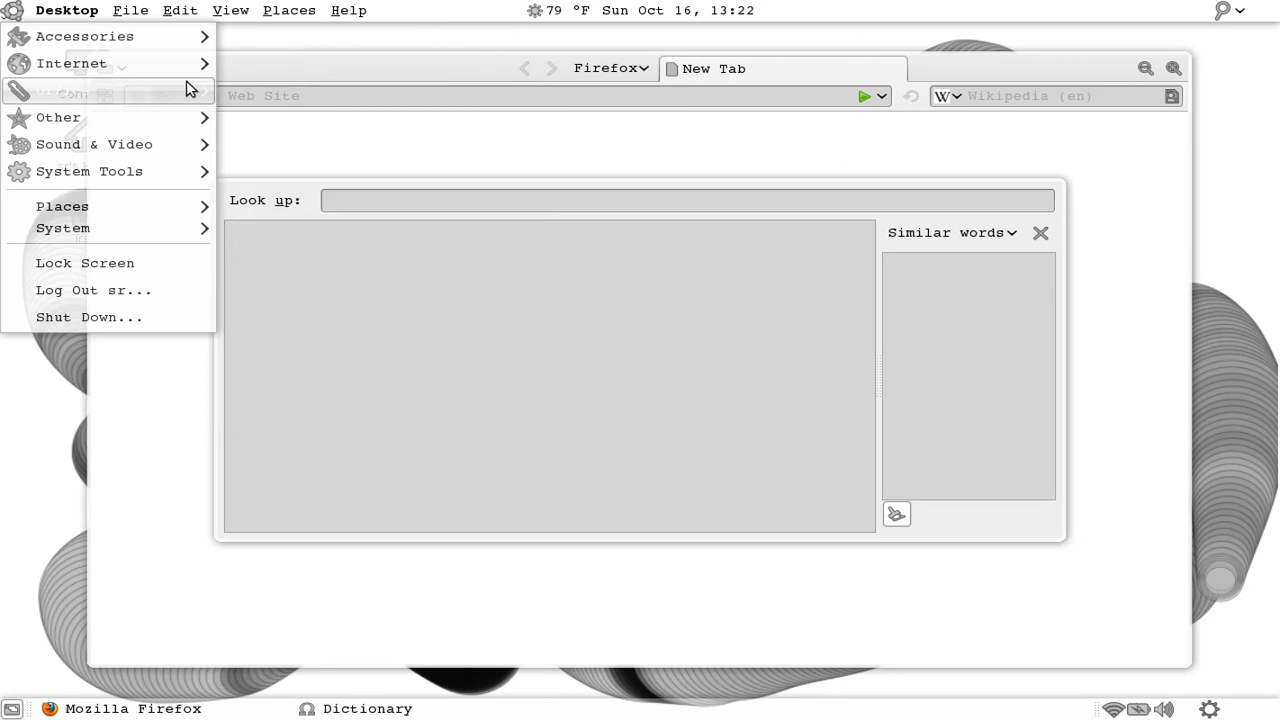 Desktop File Edit View Places Help
79 °F Sun Oct 16, 13:22
Accessories
Internet
Other
Sound & Video
System Tools
Places
System
Lock Screen
Log Out sr...
Shut Down...
Firefox
New Tab
Web Site
W
Wikipedia (en)
Look up:
Similar words
Mozilla Firefox
Dictionary